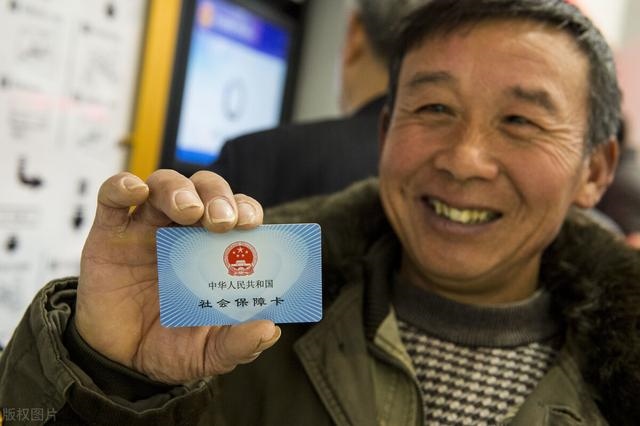 中华人民共和国
社会保障卡
版权图片